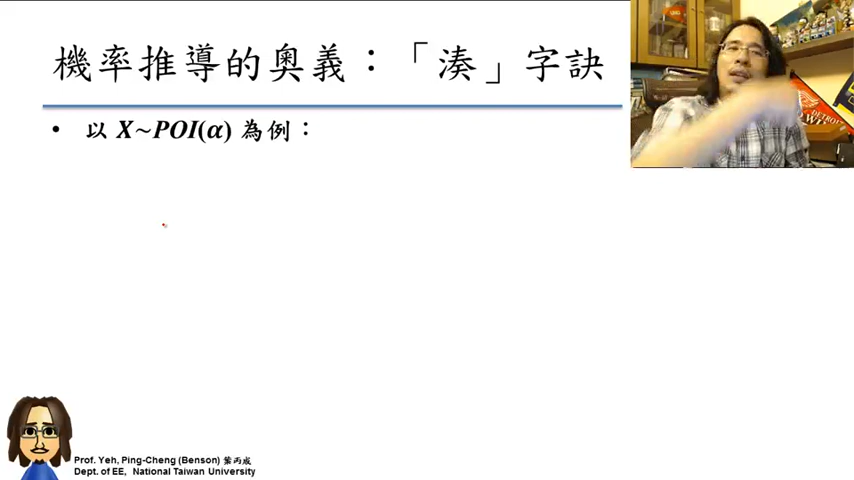 機率推導的奧義：「湊」字訣
• 以 X~POI(α) 為例：
DETROIT
Prof. Yeh, Ping-Cheng (Benson) 葉丙成
Dept. of EE, National Taiwan University